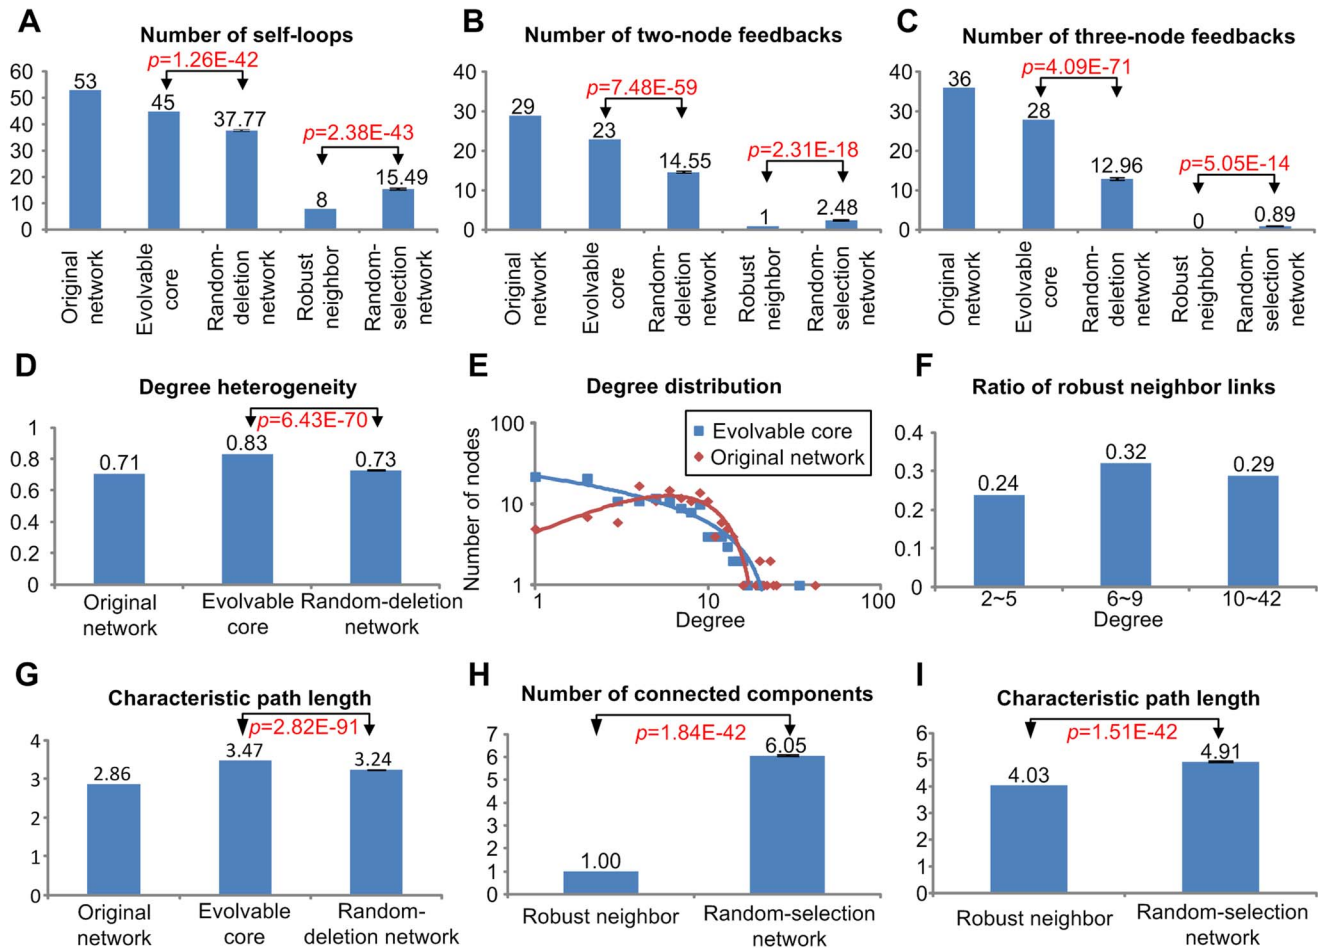 A
Number of self-loops
60
50
40
30
20
10
0
53
45
37.77
8
15.49
p=1.26E-42
p=2.38E-43
Original
network
Evolvable
core
Random-
deletion
network
Robust
neighbor
Random-
selection
network
B
Number of two-node feedbacks
40
30
20
10
0
29
23
14.55
1
2.48
p=7.48E-59
p=2.31E-18
Original
network
Evolvable
core
Random-
deletion
network
Robust
neighbor
Random-
selection
network
C
Number of three-node feedbacks
40
30
20
10
0
36
28
12.96
0
0.89
p=4.09E-71
p=5.05E-14
Original
network
Evolvable
core
Random-
deletion
network
Robust
neighbor
Random-
selection
network
D
Degree heterogeneity
p=6.43E-70
1
0.8
0.6
0.4
0.2
0
0.71
0.83
0.73
Original
network
Evolvable
core
Random-deletion
network
E
Degree distribution
Evolvable core
Original network
Number of nodes
100
10
1
1
10
100
Degree
F
Ratio of robust neighbor links
0.4
0.3
0.2
0.1
0
0.24
0.32
0.29
2~5
6~9
10~42
Degree
G
Characteristic path length
p=2.82E-91
4
3
2
1
0
2.86
3.47
3.24
Original
network
Evolvable
core
Random-
deletion network
H
Number of connected components
p=1.84E-42
7
6
5
4
3
2
1
0
1.00
6.05
Robust neighbor
Random-selection
network
I
Characteristic path length
p=1.51E-42
6
5
4
3
2
1
0
4.03
4.91
Robust neighbor
Random-selection
network